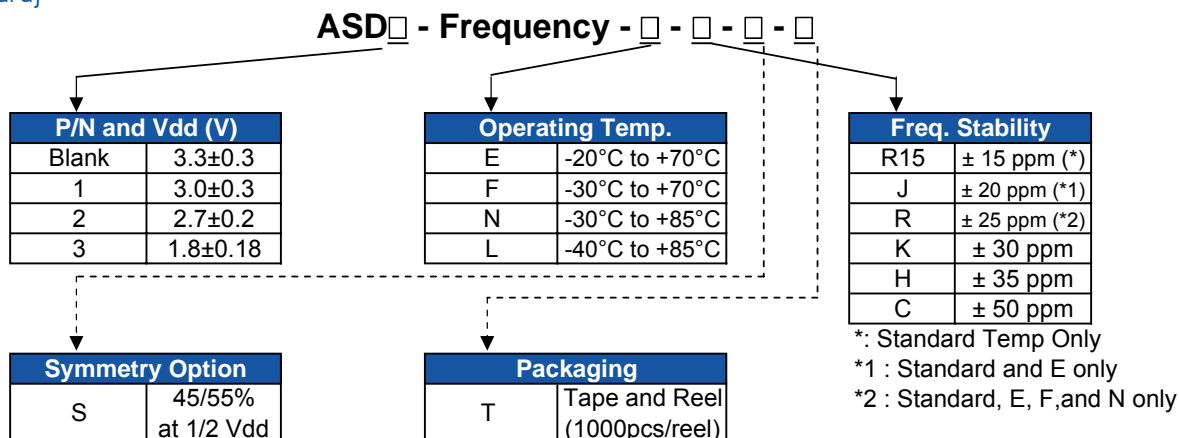 ASD□ - Frequency - □ - □ - □ - □
P/N and Vdd (V)
Blank 3.3±0.3
1 3.0±0.3
2 2.7±0.2
3 1.8±0.18
Operating Temp.
E -20°C to +70°C
F -30°C to +70°C
N -30°C to +85°C
L -40°C to +85°C
Freq. Stability
R15 ± 15 ppm (*)
J ± 20 ppm (*1)
R ± 25 ppm (*2)
K ± 30 ppm
H ± 35 ppm
C ± 50 ppm
*: Standard Temp Only
*1 : Standard and E only
*2 : Standard, E, F,and N only
Symmetry Option
S 45/55%
at 1/2 Vdd
Packaging
T Tape and Reel
(1000pcs/reel)